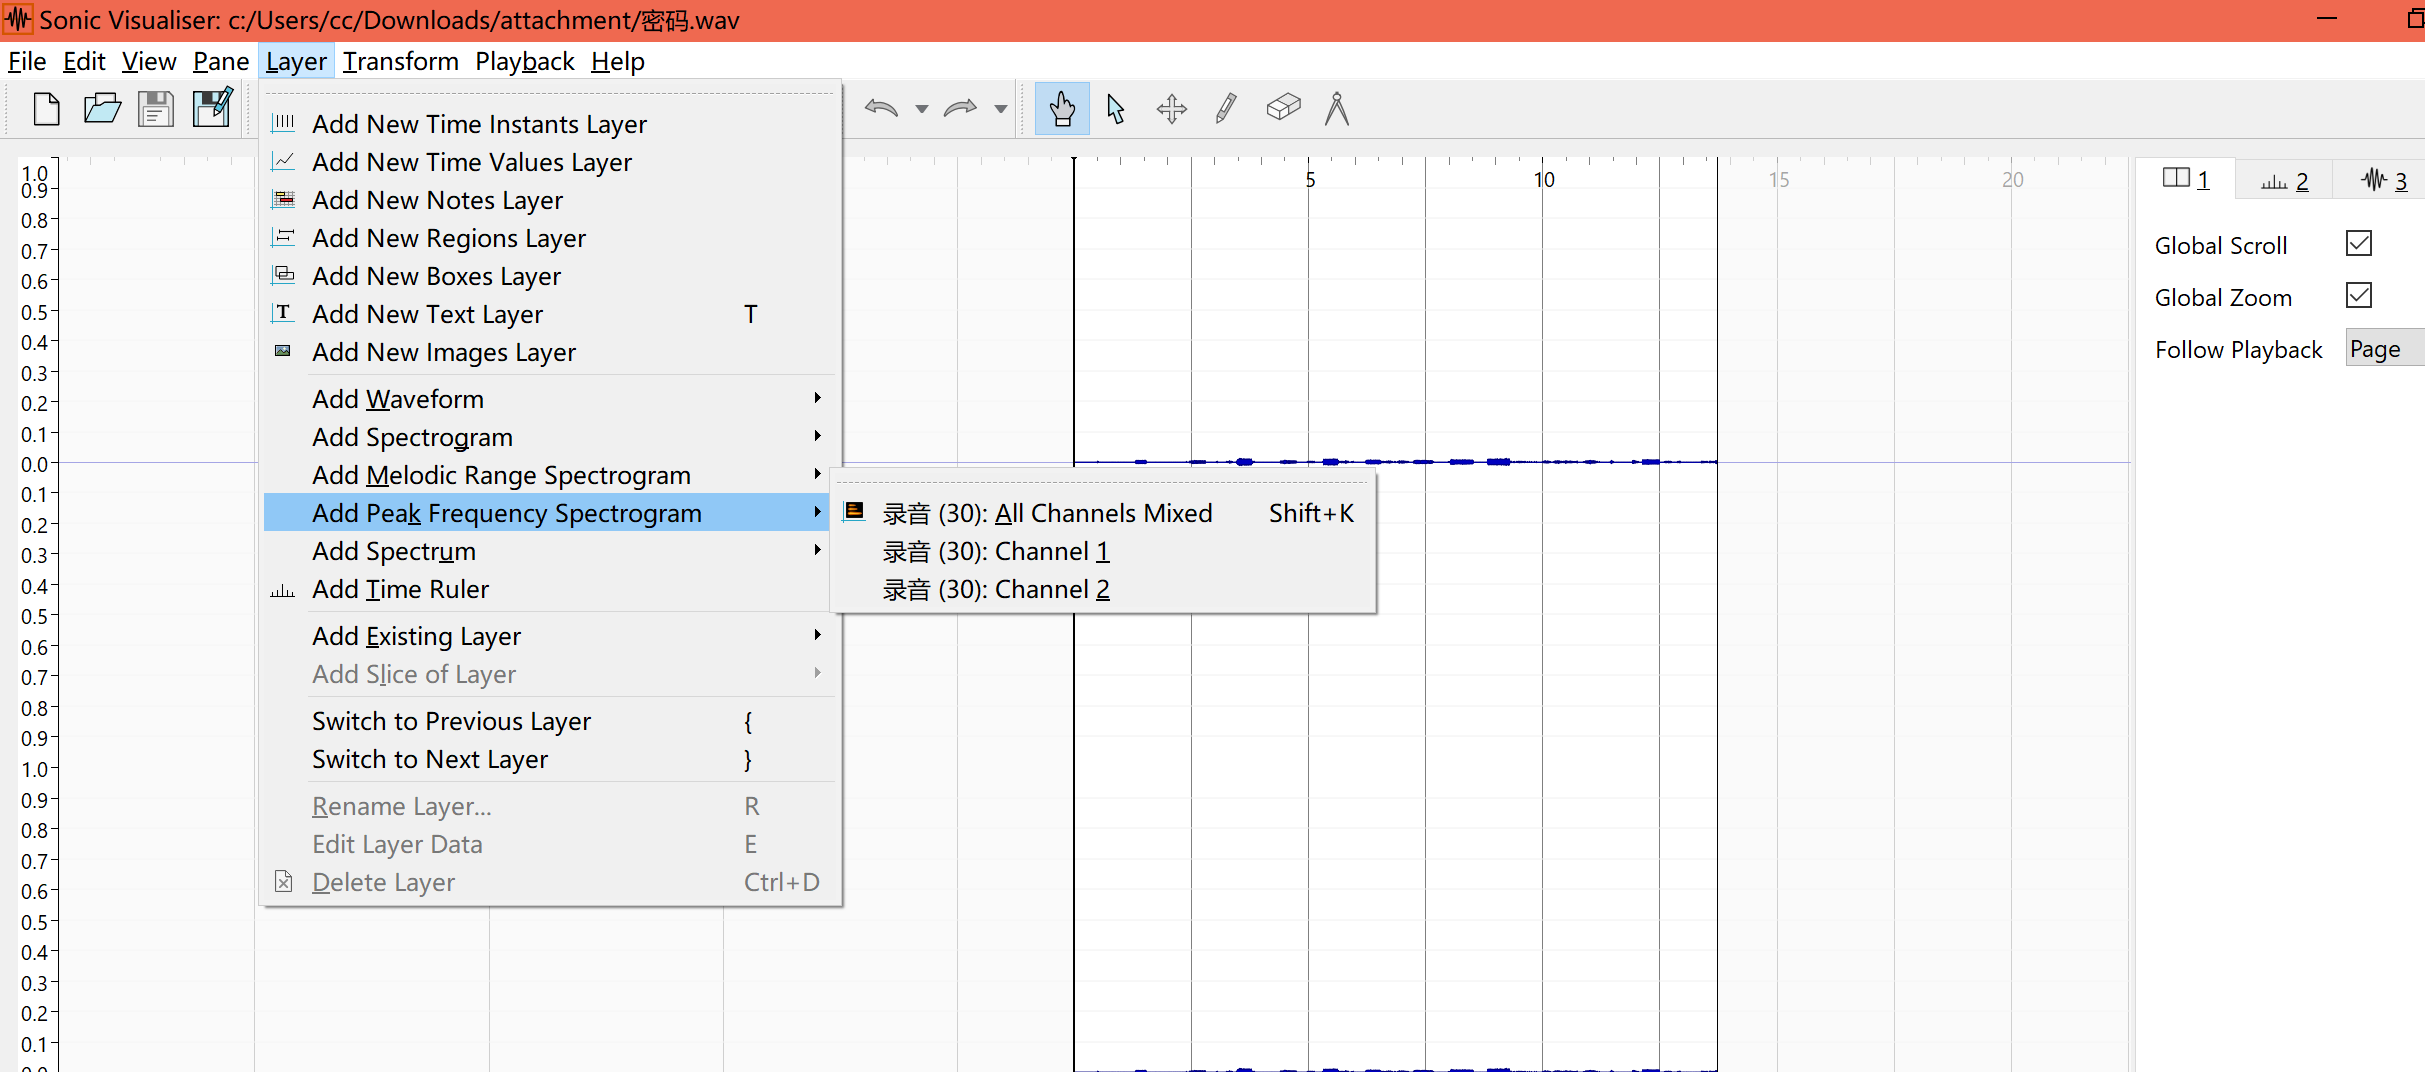 Sonic Visualiser: c:/Users/cc/Downloads/attachment/密码.wav
File Edit View Pane Layer Transform Playback Help
Add New Time Instants Layer
Add New Time Values Layer
Add New Notes Layer
Add New Regions Layer
Add New Boxes Layer
Add New Text Layer T
Add New Images Layer
Add Waveform
Add Spectrogram
Add Melodic Range Spectrogram
Add Peak Frequency Spectrogram
Add Spectrum
Add Time Ruler
Add Existing Layer
Add Slice of Layer
Switch to Previous Layer {
Switch to Next Layer }
Rename Layer... R
Edit Layer Data E
Delete Layer Ctrl+D
录音 (30): All Channels Mixed Shift+K
录音 (30): Channel 1
录音 (30): Channel 2
1.0
0.9
0.8
0.7
0.6
0.5
0.4
0.3
0.2
0.1
0.0
0.1
0.2
0.3
0.4
0.5
0.6
0.7
0.8
0.9
1.0
0.9
0.8
0.7
0.6
0.5
0.4
0.3
0.2
0.1
0.0
5 10 15 20
1 2 3
Global Scroll
Global Zoom
Follow Playback Page